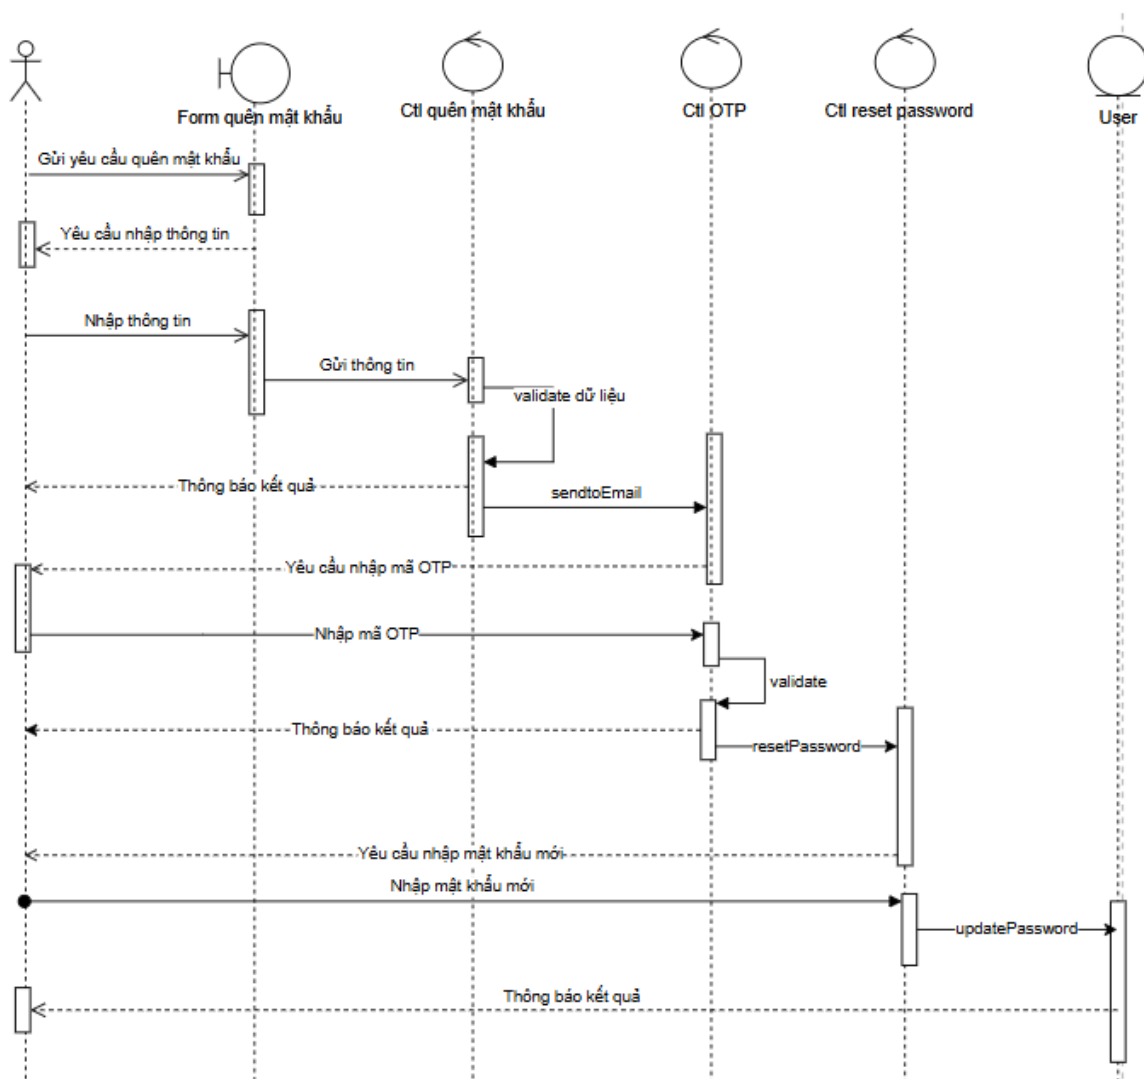 Form quên mật khẩu
Ctl quên mật khẩu
Ctl OTP
Ctl reset password
User
Gửi yêu cầu quên mật khẩu
Yêu cầu nhập thông tin
Nhập thông tin
Gửi thông tin
validate dữ liệu
Thông báo kết quả
sendtoEmail
Yêu cầu nhập mã OTP
Nhập mã OTP
validate
Thông báo kết quả
resetPassword
Yêu cầu nhập mật khẩu mới
Nhập mật khẩu mới
updatePassword
Thông báo kết quả